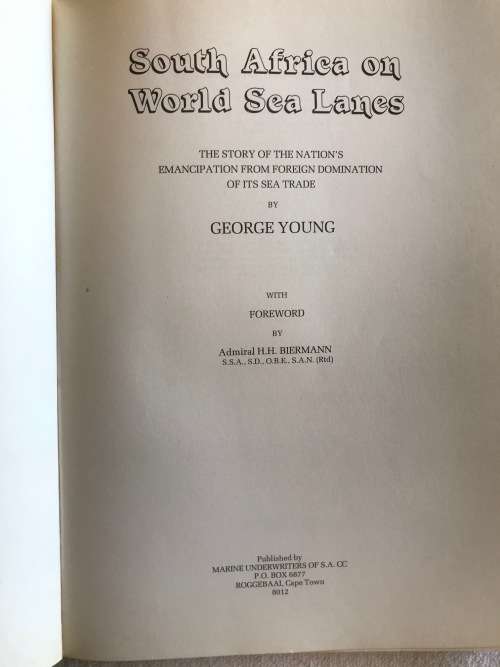 South Africa on
World Sea Lanes
THE STORY OF THE NATION'S
EMANCIPATION FROM FOREIGN DOMINATION
OF ITS SEA TRADE
BY
GEORGE YOUNG
WITH
FOREWORD
BY
Admiral H.H. BIERMANN
S.S.A., S.D., O.B.E., S.A.N. (Rtd)
Published by
MARINE UNDERWRITERS OF S.A. CC
P.O. BOX 6877
ROGGEBAAI, Cape Town
8012